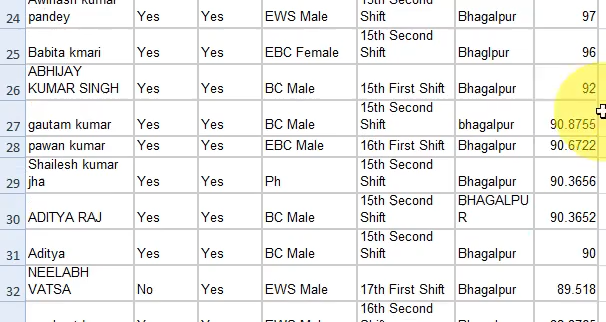 Awinash kumar
24 pandey Yes Yes EWS Male 15th Second Shift Bhagalpur 97
25 Babita kmari Yes Yes EBC Female 15th Second Shift Bhaglpur 96
26 ABHIJAY KUMAR SINGH Yes Yes BC Male 15th First Shift Bhagalpur 92
27 gautam kumar Yes Yes BC Male 15th Second Shift bhagalpur 90.8755
28 pawan kumar Yes Yes EBC Male 16th First Shift Bhagalpur 90.6722
29 Shailesh kumar jha Yes Yes Ph 15th Second Shift Bhagalpur 90.3656
30 ADITYA RAJ Yes Yes BC Male 15th Second Shift BHAGALPUR 90.3652
31 Aditya Yes Yes BC Male 15th Second Shift Bhagalpur 90
32 NEELABH VATSA No Yes EWS Male 17th First Shift Bhagalpur 89.518
16th Second